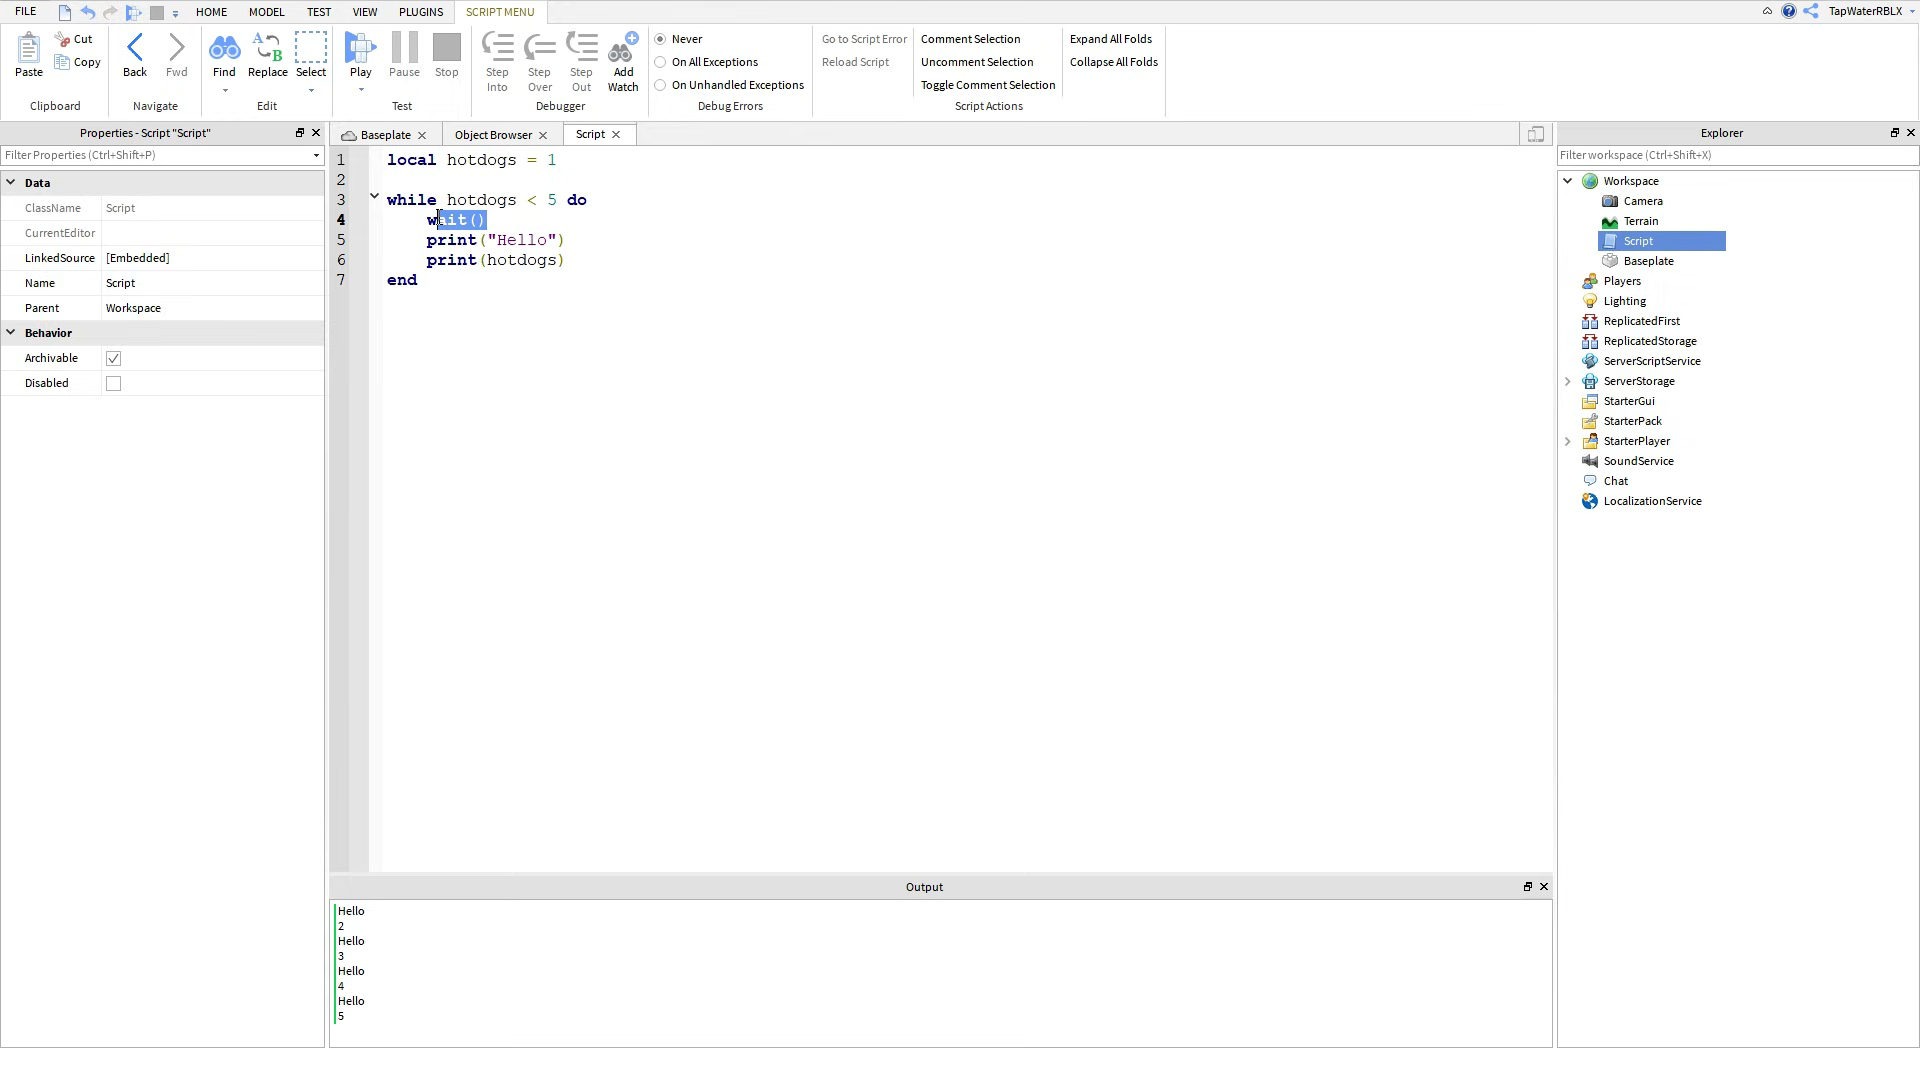 FILE HOME MODEL TEST VIEW PLUGINS SCRIPT MENU TapWaterRBLX
Paste Cut Copy
Clipboard
Back Fwd
Navigate
Find Replace Select
Edit
Play Pause Stop
Test
Step Into Step Over Step Out Add Watch
Debugger
Never
On All Exceptions
On Unhandled Exceptions
Debug Errors
Go to Script Error
Reload Script
Comment Selection
Uncomment Selection
Toggle Comment Selection
Expand All Folds
Collapse All Folds
Script Actions
Properties - Script "Script"
Filter Properties (Ctrl+Shift+P)
Data
ClassName Script
CurrentEditor
LinkedSource [Embedded]
Name Script
Parent Workspace
Behavior
Archivable
Disabled
Baseplate Object Browser Script
1 local hotdogs = 1
2
3 while hotdogs < 5 do
4 wait()
5 print("Hello")
6 print(hotdogs)
7 end
Output
Hello
2
Hello
3
Hello
4
Hello
5
Explorer
Filter workspace (Ctrl+Shift+X)
Workspace
Camera
Terrain
Script
Baseplate
Players
Lighting
ReplicatedFirst
ReplicatedStorage
ServerScriptService
ServerStorage
StarterGui
StarterPack
StarterPlayer
SoundService
Chat
LocalizationService